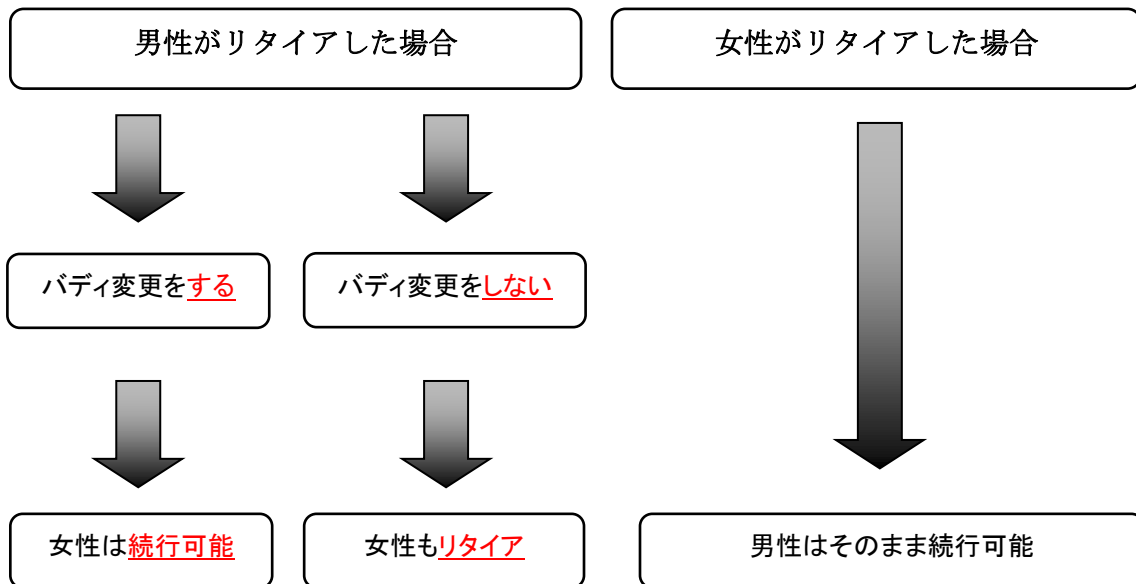 男性がリタイアした場合
女性がリタイアした場合
バディ変更をする
バディ変更をしない
女性は続行可能
女性もリタイア
男性はそのまま続行可能